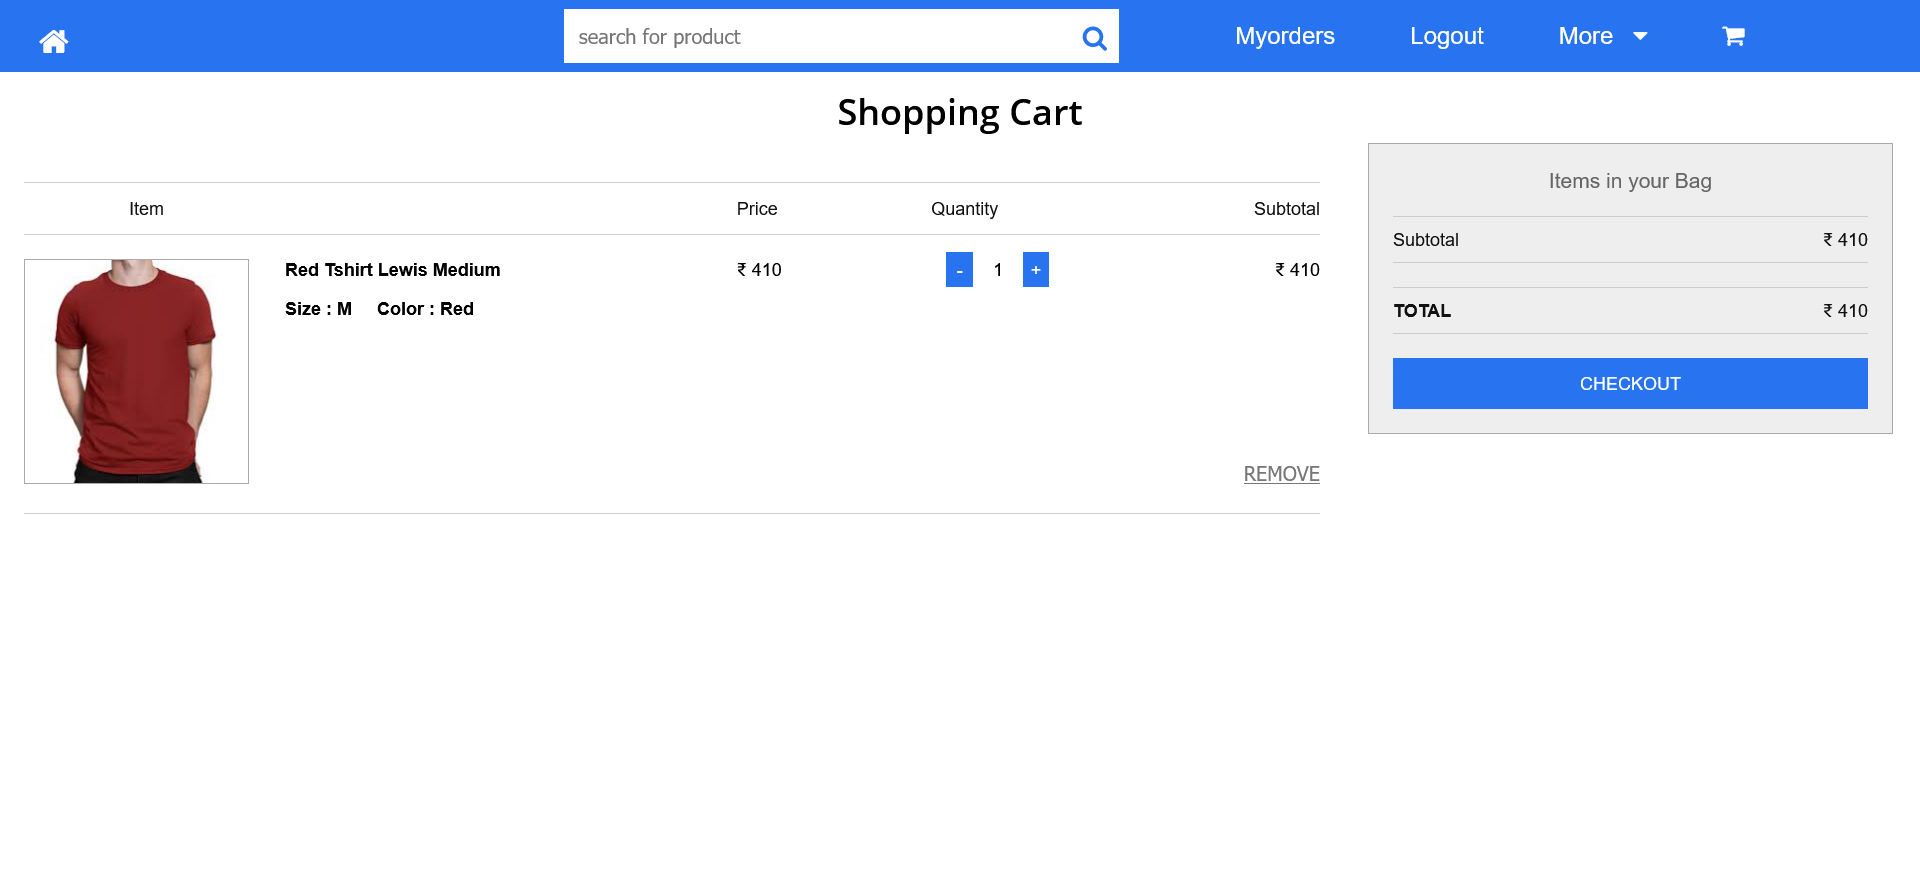 search for product
Myorders Logout More
Shopping Cart
Item Price Quantity Subtotal
Red Tshirt Lewis Medium ₹ 410 - 1 + ₹ 410
Size : M Color : Red
REMOVE
Items in your Bag
Subtotal ₹ 410
TOTAL ₹ 410
CHECKOUT